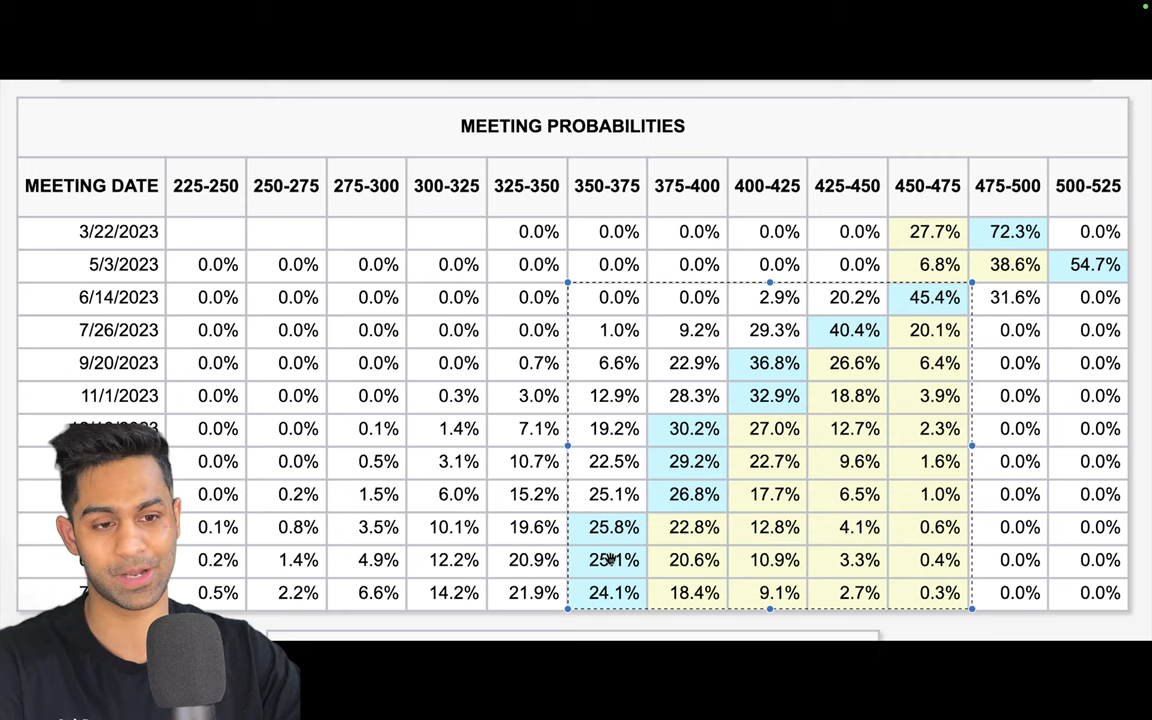 MEETING PROBABILITIES
MEETING DATE 225-250 250-275 275-300 300-325 325-350 350-375 375-400 400-425 425-450 450-475 475-500 500-525
3/22/2023 0.0% 0.0% 0.0% 0.0% 0.0% 27.7% 72.3% 0.0%
5/3/2023 0.0% 0.0% 0.0% 0.0% 0.0% 0.0% 0.0% 0.0% 0.0% 6.8% 38.6% 54.7%
6/14/2023 0.0% 0.0% 0.0% 0.0% 0.0% 0.0% 0.0% 2.9% 20.2% 45.4% 31.6% 0.0%
7/26/2023 0.0% 0.0% 0.0% 0.0% 0.0% 1.0% 9.2% 29.3% 40.4% 20.1% 0.0% 0.0%
9/20/2023 0.0% 0.0% 0.0% 0.0% 0.7% 6.6% 22.9% 36.8% 26.6% 6.4% 0.0% 0.0%
11/1/2023 0.0% 0.0% 0.0% 0.3% 3.0% 12.9% 28.3% 32.9% 18.8% 3.9% 0.0% 0.0%
0.0% 0.0% 0.1% 1.4% 7.1% 19.2% 30.2% 27.0% 12.7% 2.3% 0.0% 0.0%
0.0% 0.0% 0.5% 3.1% 10.7% 22.5% 29.2% 22.7% 9.6% 1.6% 0.0% 0.0%
0.0% 0.2% 1.5% 6.0% 15.2% 25.1% 26.8% 17.7% 6.5% 1.0% 0.0% 0.0%
0.1% 0.8% 3.5% 10.1% 19.6% 25.8% 22.8% 12.8% 4.1% 0.6% 0.0% 0.0%
0.2% 1.4% 4.9% 12.2% 20.9% 20.6% 10.9% 3.3% 0.4% 0.0% 0.0%
0.5% 2.2% 6.6% 14.2% 21.9% 24.1% 18.4% 9.1% 2.7% 0.3% 0.0% 0.0%